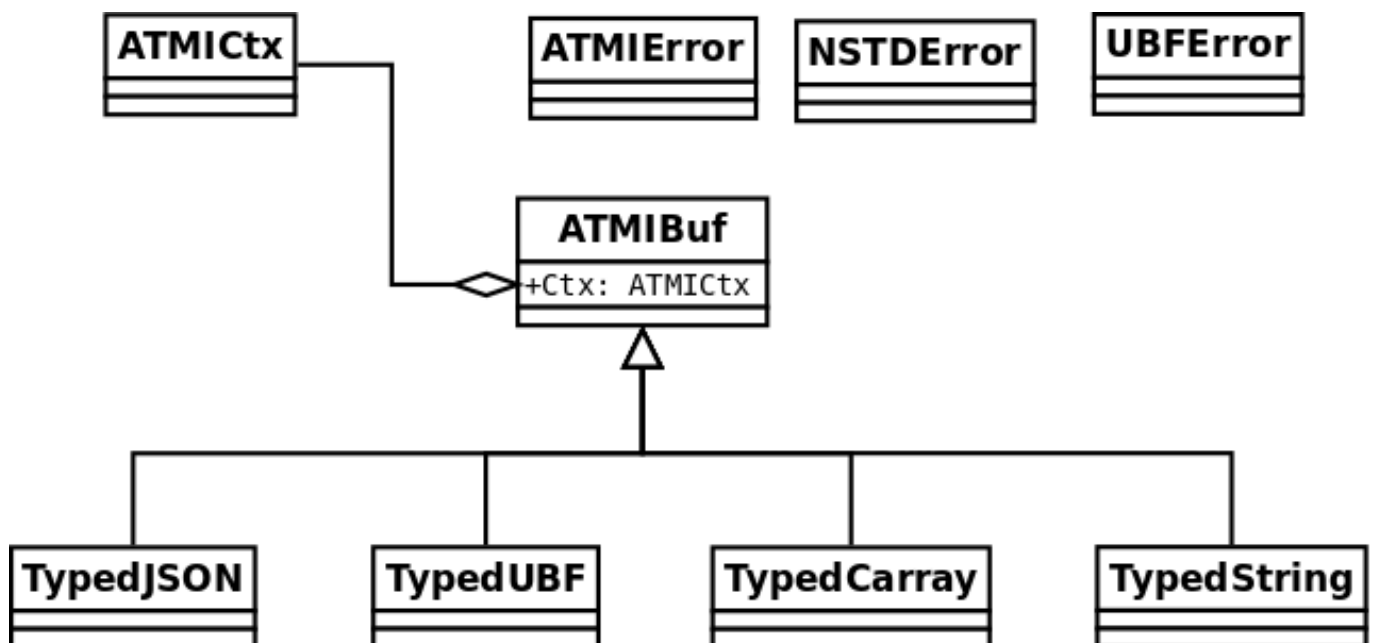 ATMICtx
ATMIError
NSTDError
UBFError
ATMIBuf
+Ctx: ATMICtx
TypedJSON
TypedUBF
TypedCarray
TypedString